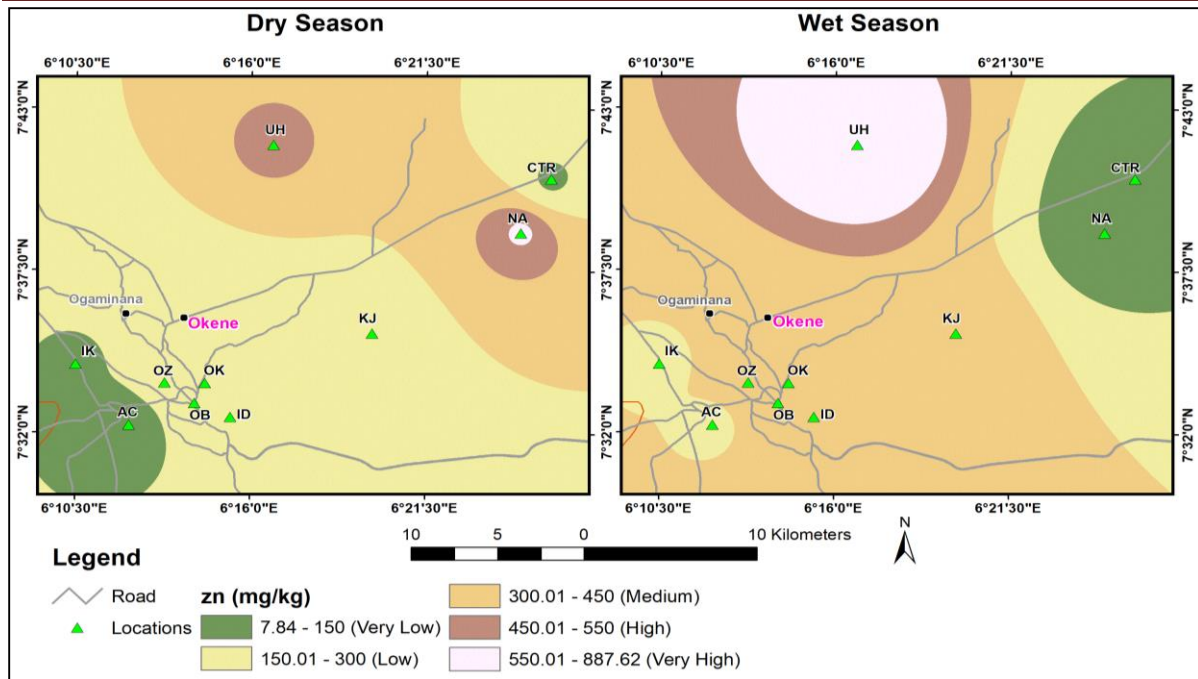 Dry Season
Wet Season
6°10'30"E 6°16'0"E 6°21'30"E
6°10'30"E 6°16'0"E 6°21'30"E
7°43'0"N
7°37'30"N
7°32'0"N
UH
CTR
NA
Ogaminana
Okene
KJ
IK
OZ
OK
AC
OB
ID
7°43'0"N
7°37'30"N
7°32'0"N
UH
CTR
NA
Ogaminana
Okene
KJ
IK
OZ
OK
AC
OB
ID
6°10'30"E 6°16'0"E 6°21'30"E
6°10'30"E 6°16'0"E 6°21'30"E
10 5 0 10 Kilometers
N
Legend
Road
Locations
zn (mg/kg)
7.84 - 150 (Very Low)
150.01 - 300 (Low)
300.01 - 450 (Medium)
450.01 - 550 (High)
550.01 - 887.62 (Very High)